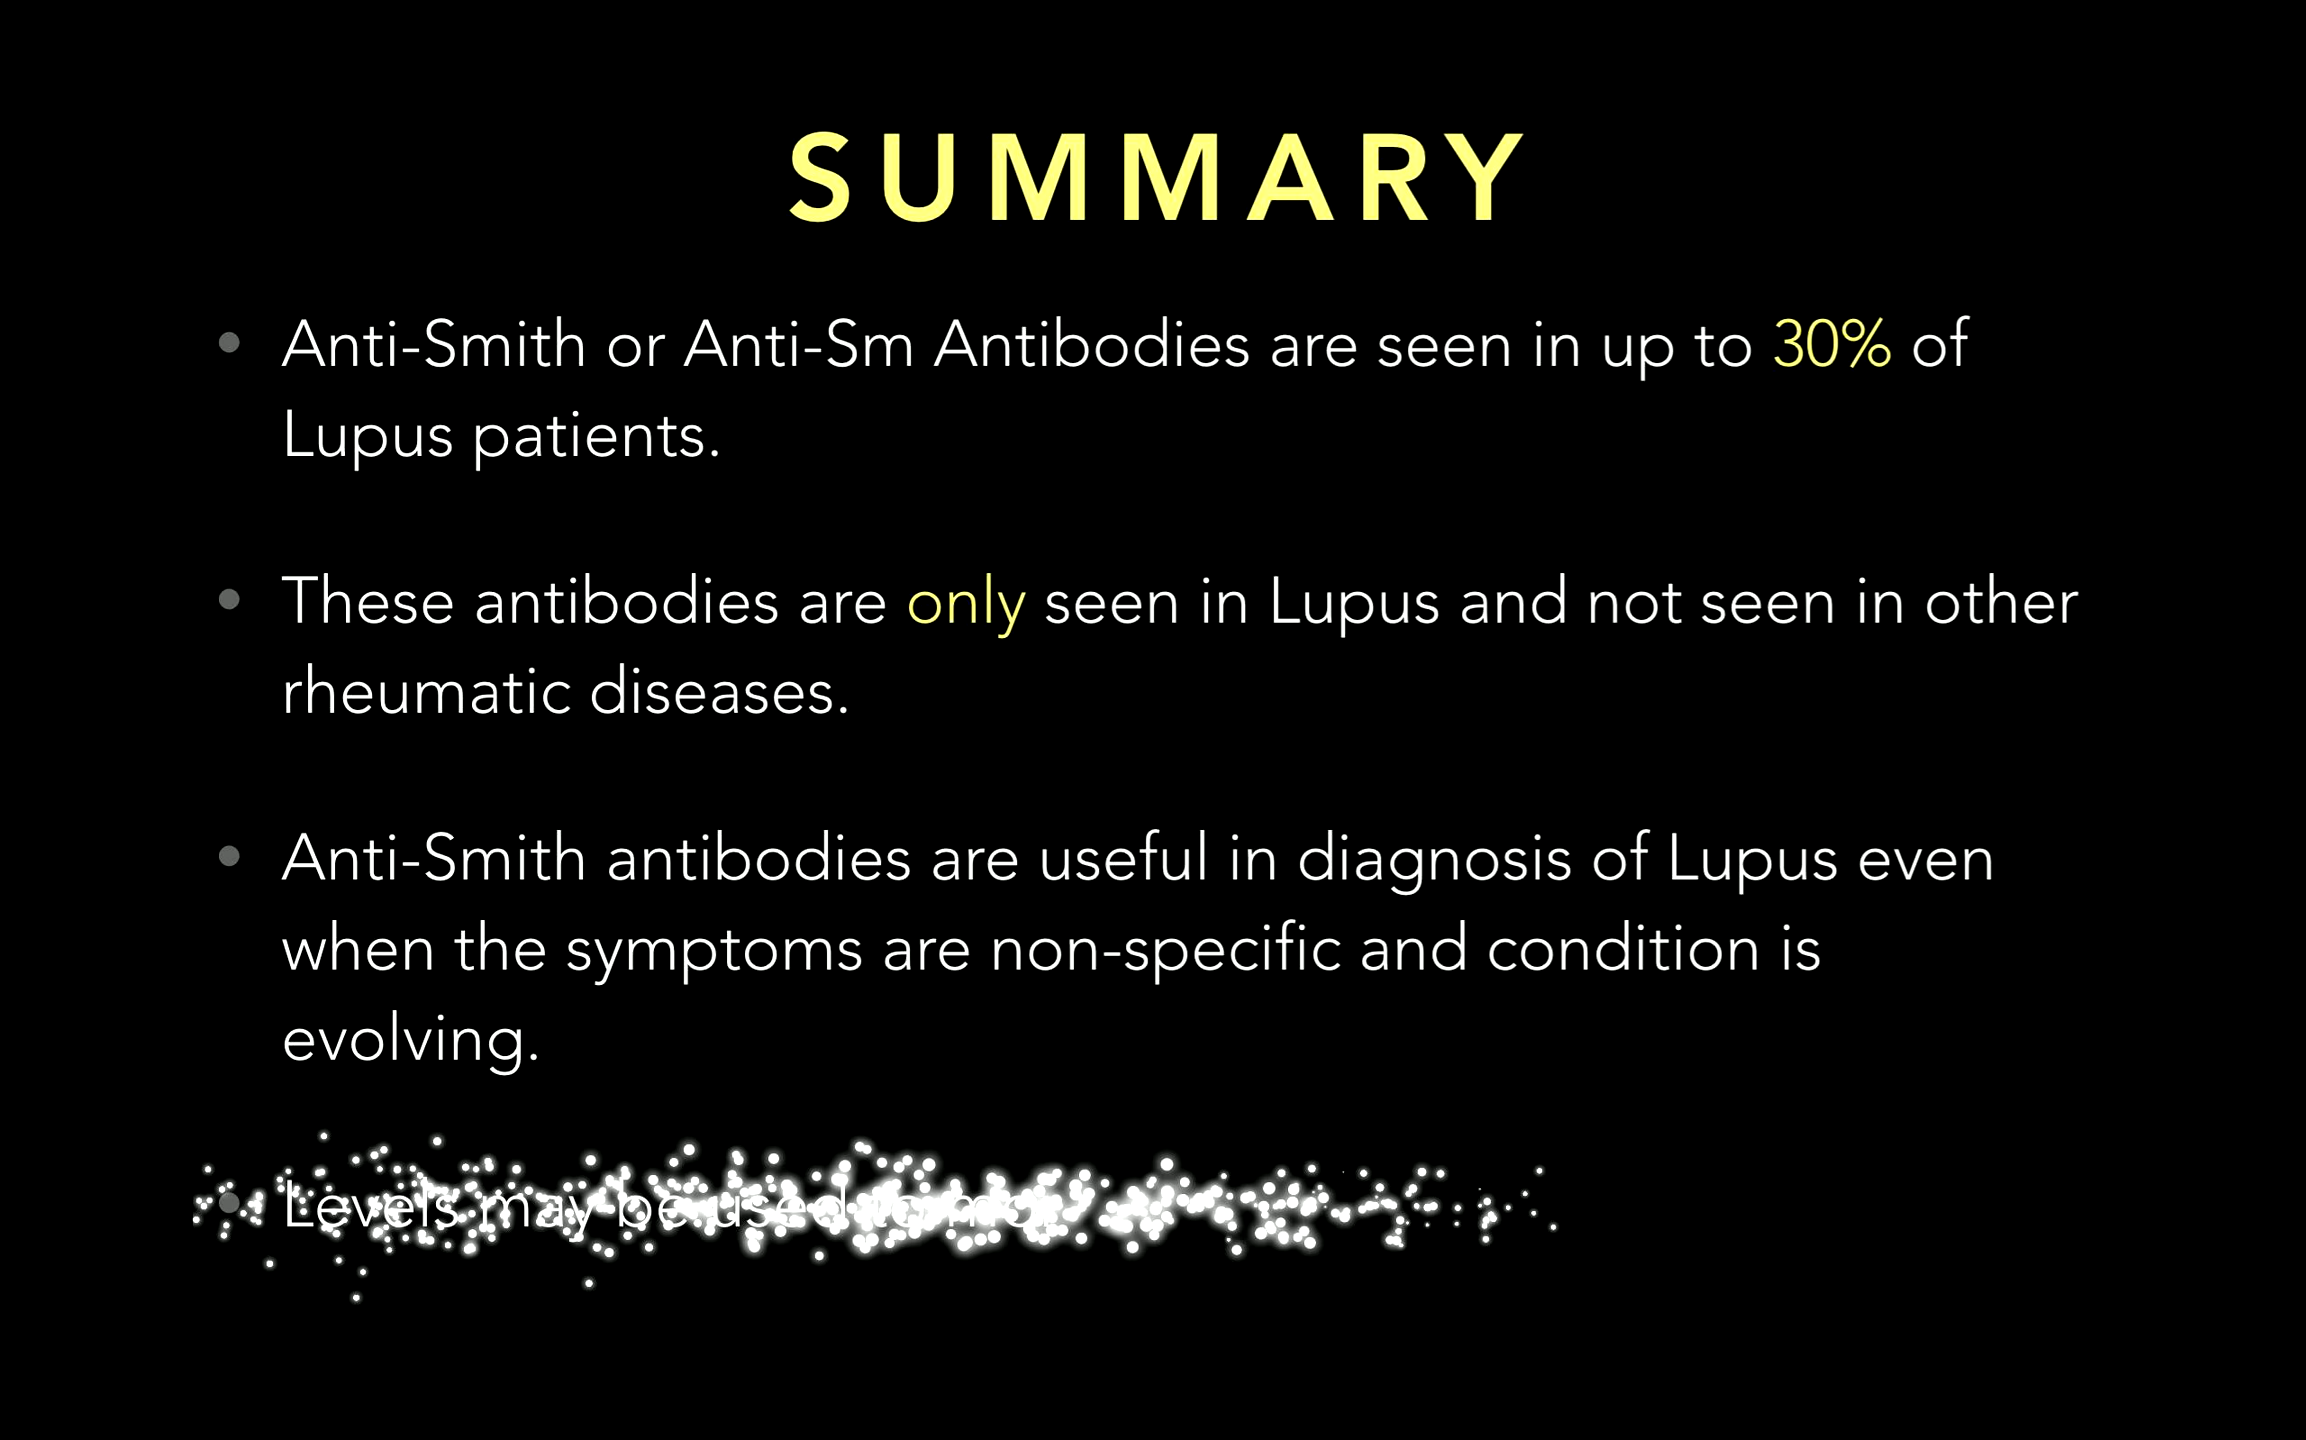 SUMMARY
• Anti-Smith or Anti-Sm Antibodies are seen in up to 30% of
Lupus patients.
• These antibodies are only seen in Lupus and not seen in other
rheumatic diseases.
• Anti-Smith antibodies are useful in diagnosis of Lupus even
when the symptoms are non-specific and condition is
evolving.
• Levels may be used to